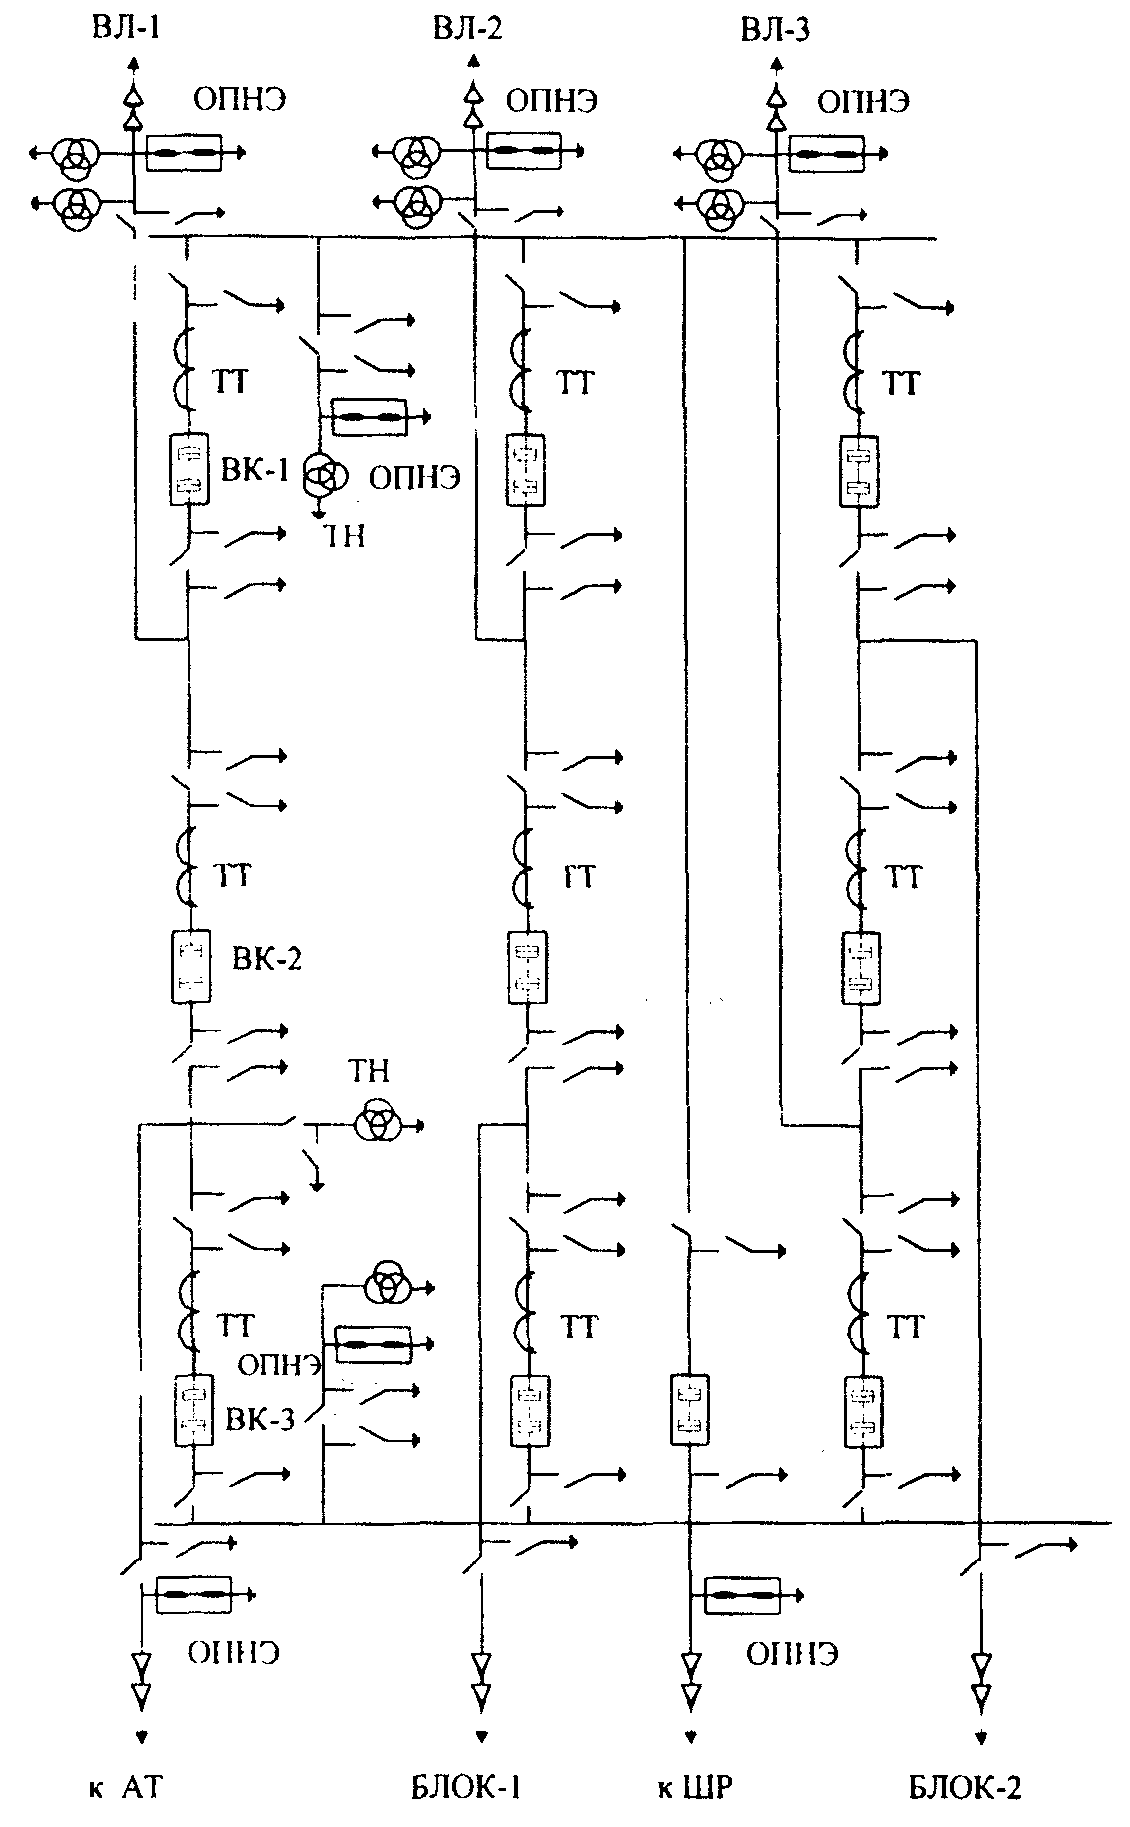 ВЛ-1 ВЛ-2 ВЛ-3
ОПНЭ ОПНЭ ОПНЭ
ТТ ТТ ТТ
ВК-1 ОПНЭ
ТН
ТТ ТТ ТТ
ВК-2
ТН
ТТ ТТ ТТ
ОПНЭ
ВК-3
ОПНЭ ОПНЭ
к АТ БЛОК-1 к ШР БЛОК-2